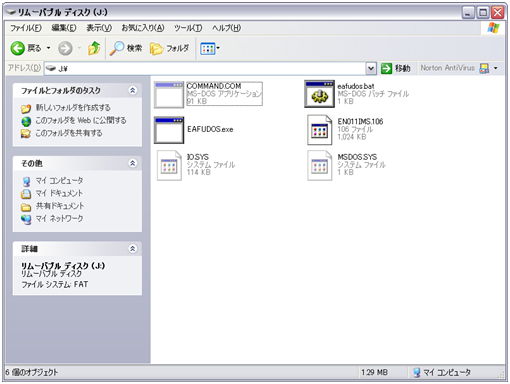 リムーバブル ディスク (J:)
ファイル(F) 編集(E) 表示(V) お気に入り(A) ツール(T) ヘルプ(H)
戻る 検索 フォルダ
アドレス(D) J:¥ 移動 Norton AntiVirus
ファイルとフォルダのタスク
新しいフォルダを作成する
このフォルダを Web に公開する
このフォルダを共有する
その他
マイ コンピュータ
マイ ドキュメント
共有ドキュメント
マイ ネットワーク
詳細
リムーバブル ディスク (J:)
リムーバブル ディスク
ファイル システム: FAT
COMMAND.COM
MS-DOS アプリケーション
91 KB
eafudos.bat
MS-DOS バッチ ファイル
1 KB
EAFUDOS.exe
EN011IMS.106
106 ファイル
1,024 KB
IO.SYS
システム ファイル
114 KB
MSDOS.SYS
システム ファイル
1 KB
6 個のオブジェクト 1.29 MB マイ コンピュータ